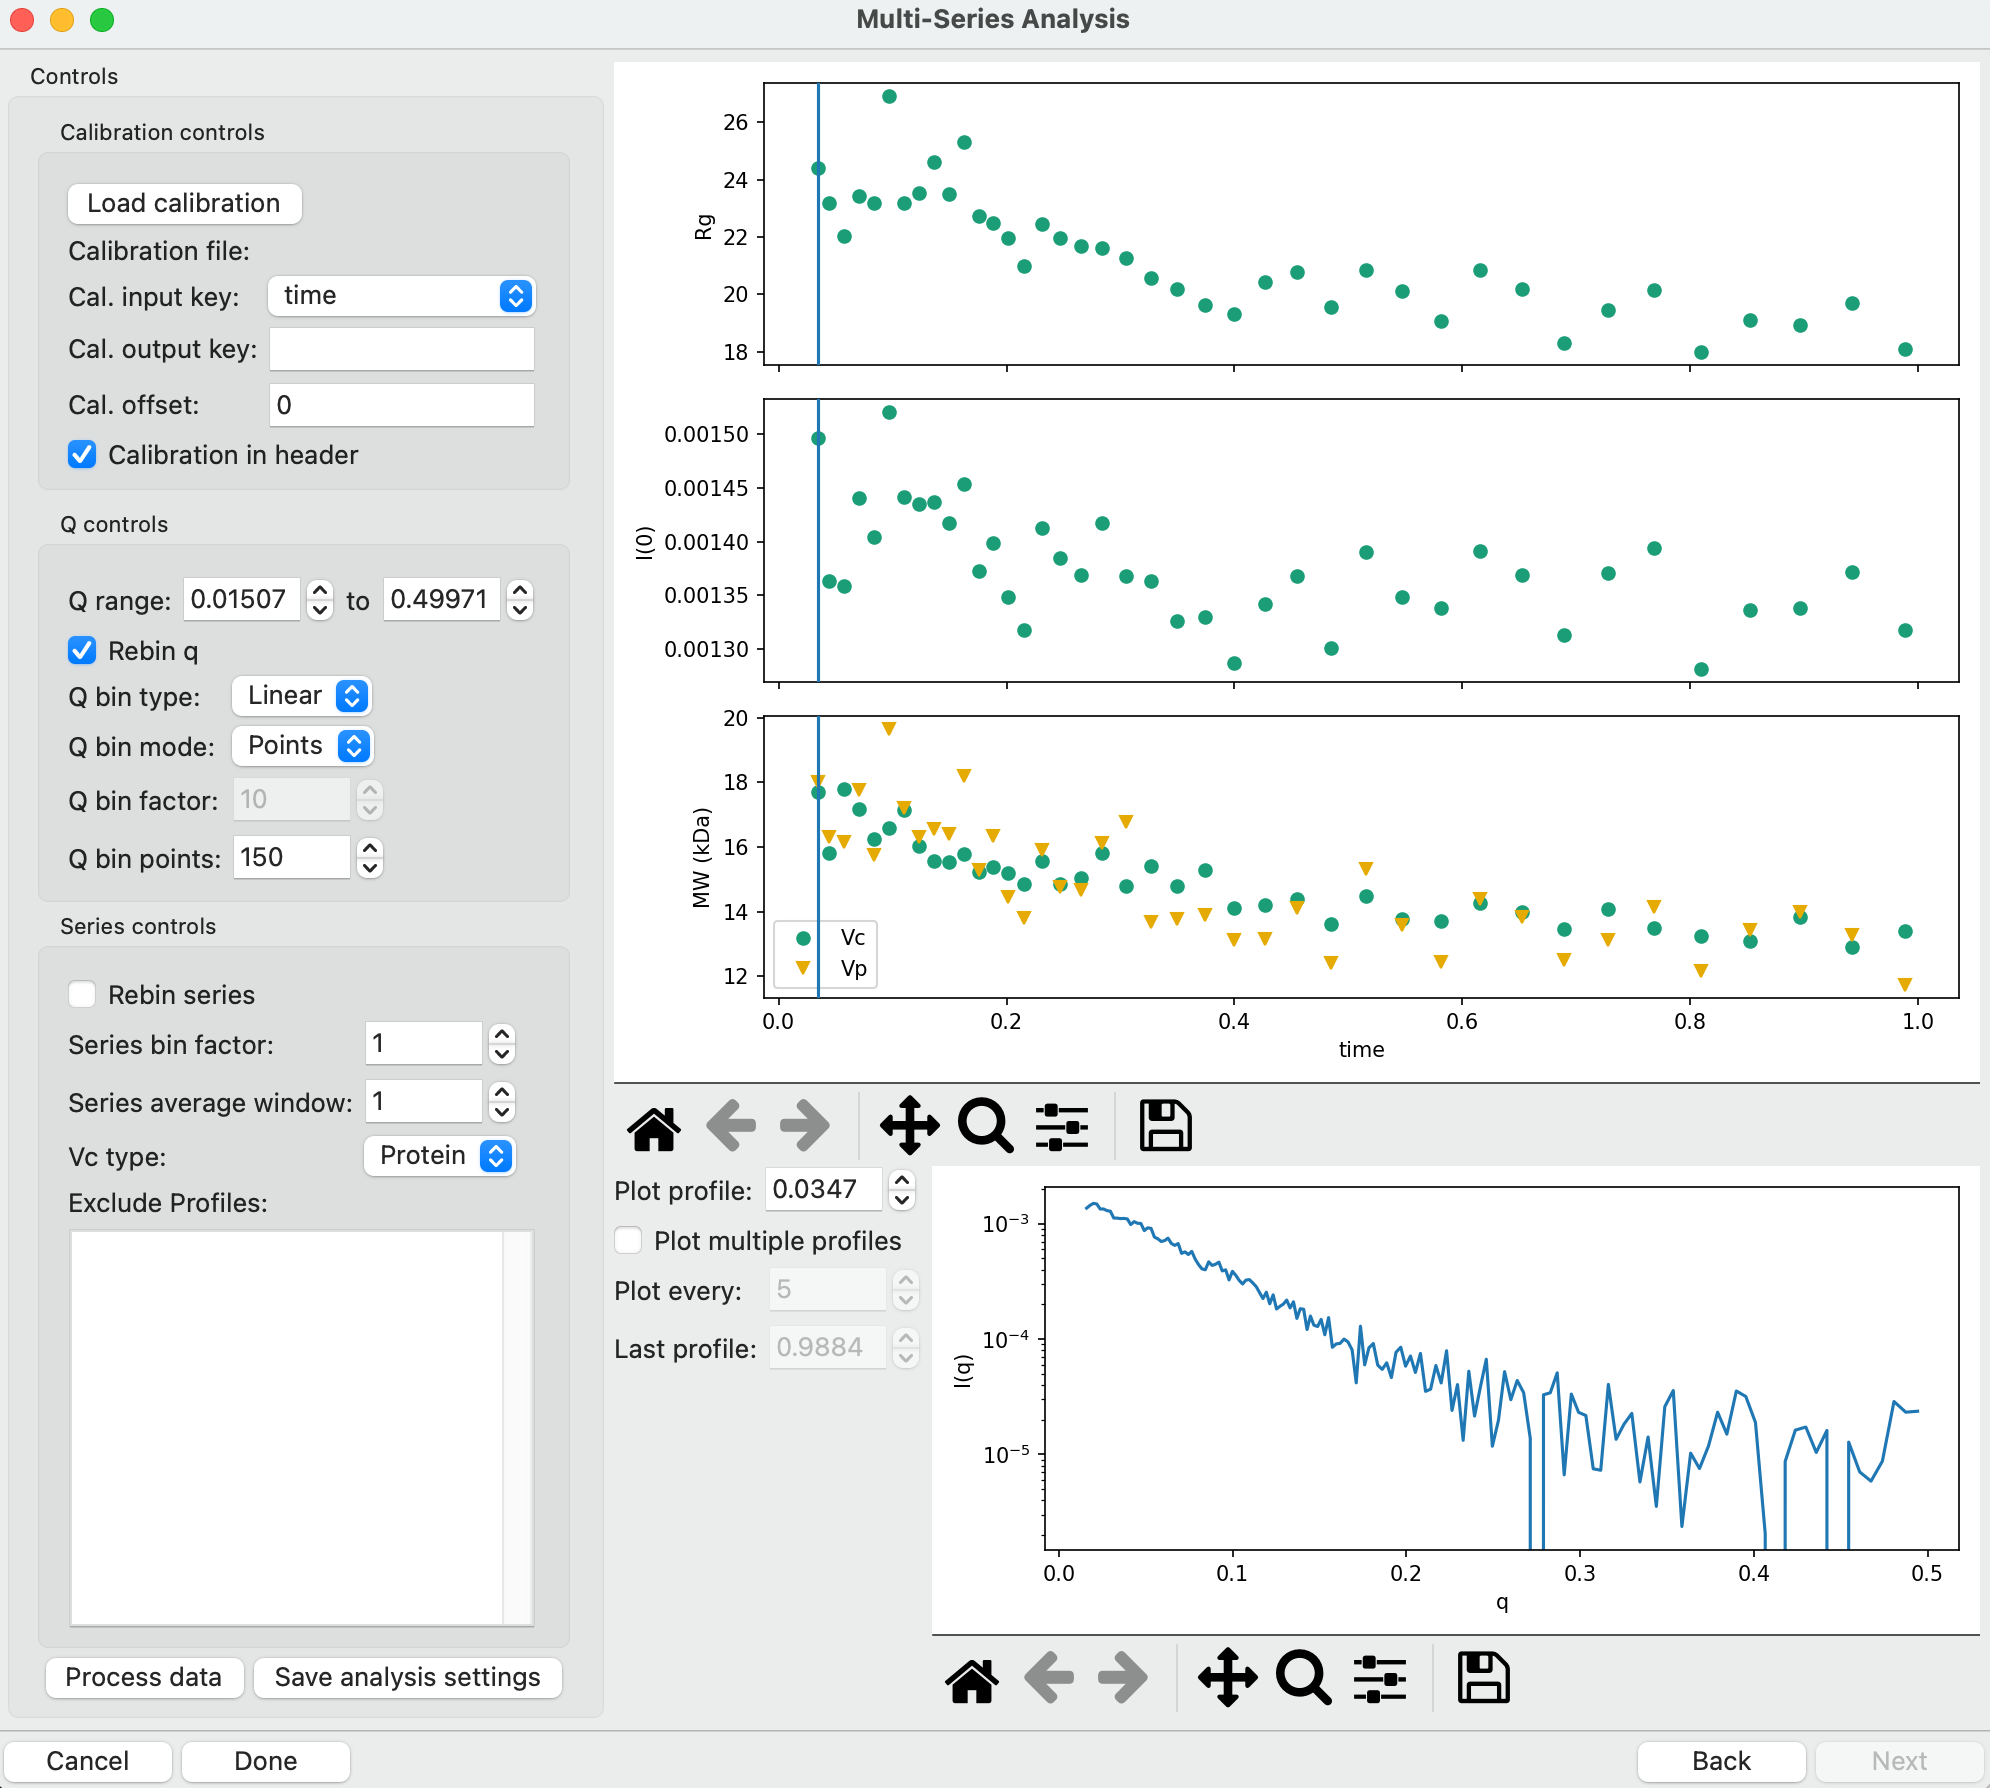 Multi-Series Analysis
Controls
Calibration controls
Load calibration
Calibration file:
Cal. input key: time
Cal. output key:
Cal. offset: 0
Calibration in header
Q controls
Q range: 0.01507 to 0.49971
Rebin q
Q bin type: Linear
Q bin mode: Points
Q bin factor: 10
Q bin points: 150
Series controls
Rebin series
Series bin factor: 1
Series average window: 1
Vc type: Protein
Exclude Profiles:
Process data Save analysis settings
26
24
22
20
18
Rg
0.00150
0.00145
0.00140
0.00135
0.00130
I(0)
20
18
16
14
12
MW (kDa)
Vc
Vp
0.0 0.2 0.4 0.6 0.8 1.0
time
Plot profile: 0.0347
Plot multiple profiles
Plot every: 5
Last profile: 0.9884
10⁻³
10⁻⁴
10⁻⁵
I(q)
0.0 0.1 0.2 0.3 0.4 0.5
q
Cancel Done Back Next